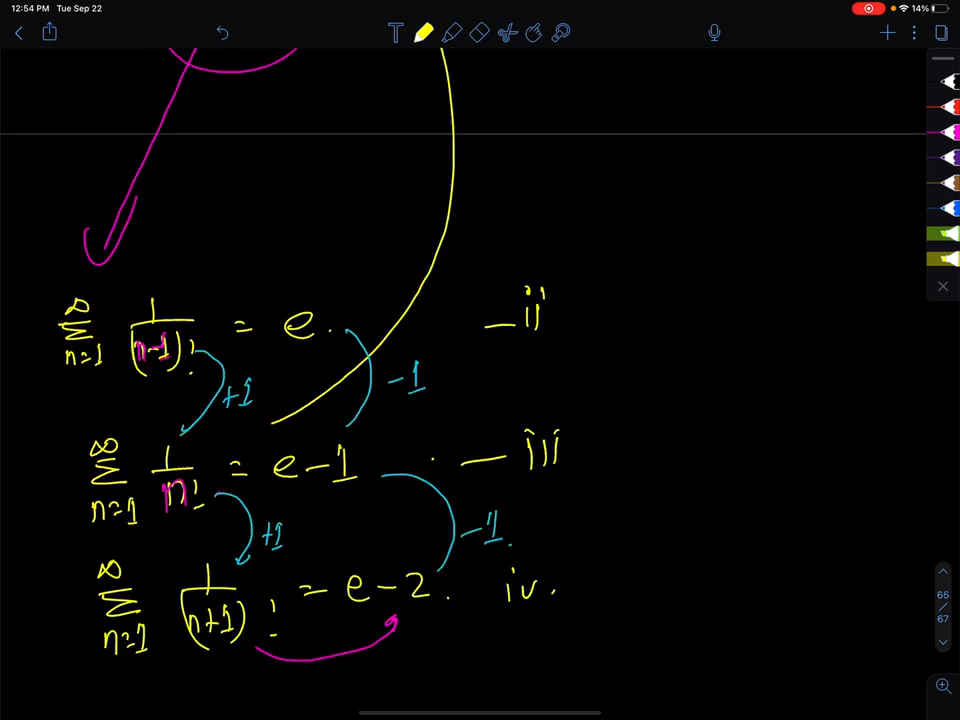 12:54 PM Tue Sep 22
14%
∞
Σ 1/(n-1)! = e. — ii
n=1
+1
-1
∞
Σ 1/n! = e-1 . — iii
n=1
+1
-1.
∞
Σ 1/(n+1)! = e-2. iv.
n=1
65
/
67